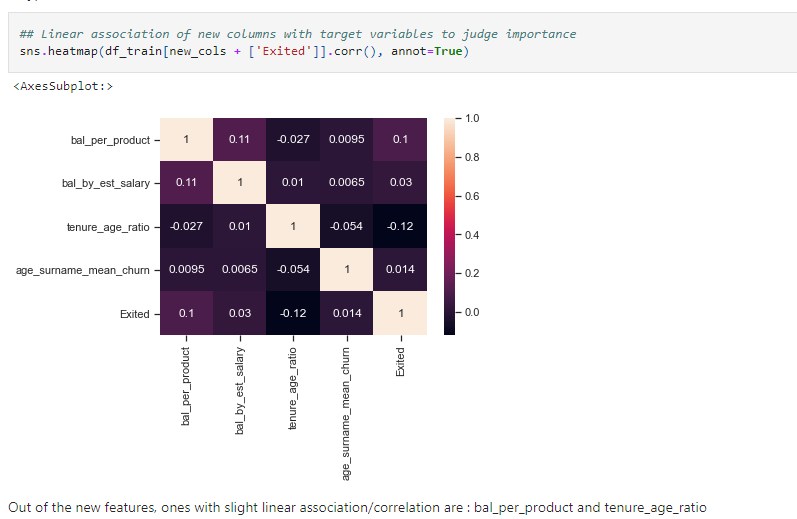 ## Linear association of new columns with target variables to judge importance
sns.heatmap(df_train[new_cols + ['Exited']].corr(), annot=True)
<AxesSubplot:>
bal_per_product 1 0.11 -0.027 0.0095 0.1
bal_by_est_salary 0.11 1 0.01 0.0065 0.03
tenure_age_ratio -0.027 0.01 1 -0.054 -0.12
age_surname_mean_churn 0.0095 0.0065 -0.054 1 0.014
Exited 0.1 0.03 -0.12 0.014 1
bal_per_product
bal_by_est_salary
tenure_age_ratio
age_surname_mean_churn
Exited
1.0
0.8
0.6
0.4
0.2
0.0
Out of the new features, ones with slight linear association/correlation are : bal_per_product and tenure_age_ratio